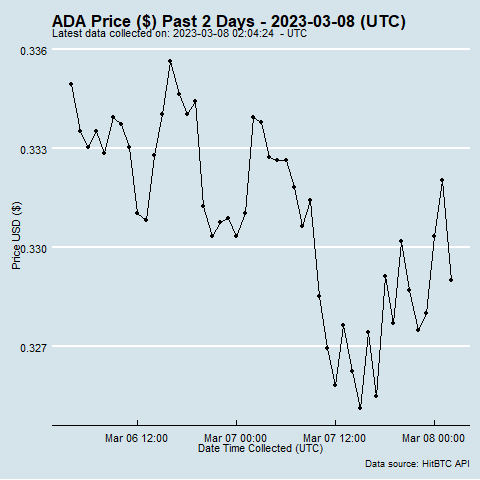 ADA Price ($) Past 2 Days - 2023-03-08 (UTC)
Latest data collected on: 2023-03-08 02:04:24  - UTC
0.336
0.333
0.330
0.327
Price USD ($)
Mar 06 12:00
Mar 07 00:00
Mar 07 12:00
Mar 08 00:00
Date Time Collected (UTC)
Data source: HitBTC API